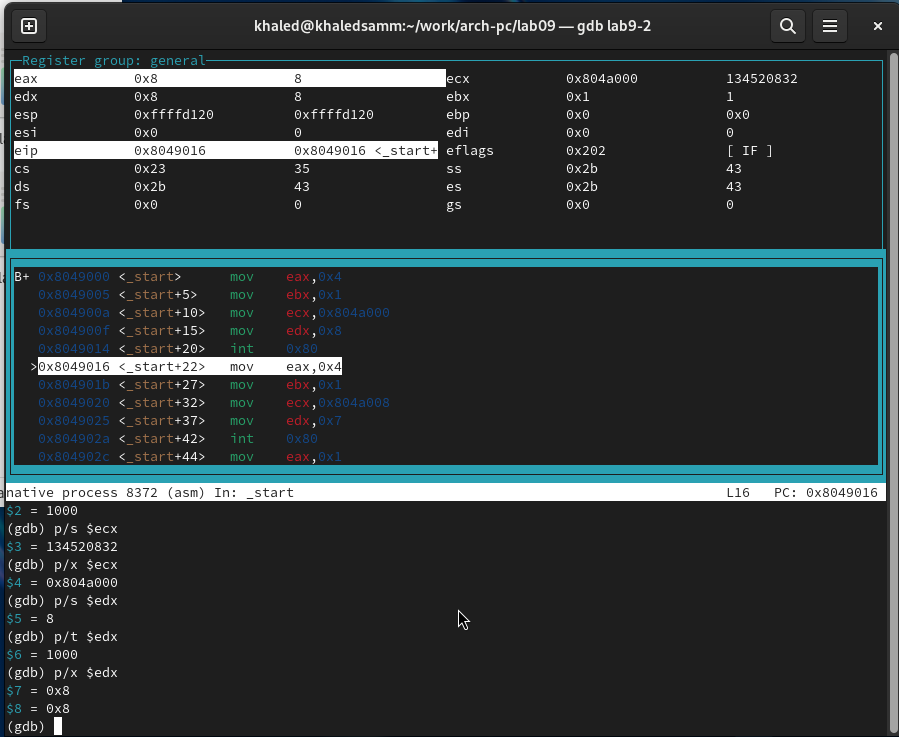 khaled@khaledsamm:~/work/arch-pc/lab09 — gdb lab9-2
Register group: general
eax 0x8 8 ecx 0x804a000 134520832
edx 0x8 8 ebx 0x1 1
esp 0xffffd120 0xffffd120 ebp 0x0 0x0
esi 0x0 0 edi 0x0 0
eip 0x8049016 0x8049016 <_start+ eflags 0x202 [ IF ]
cs 0x23 35 ss 0x2b 43
ds 0x2b 43 es 0x2b 43
fs 0x0 0 gs 0x0 0
B+ 0x8049000 <_start> mov eax,0x4
0x8049005 <_start+5> mov ebx,0x1
0x804900a <_start+10> mov ecx,0x804a000
0x804900f <_start+15> mov edx,0x8
0x8049014 <_start+20> int 0x80
>0x8049016 <_start+22> mov eax,0x4
0x804901b <_start+27> mov ebx,0x1
0x8049020 <_start+32> mov ecx,0x804a008
0x8049025 <_start+37> mov edx,0x7
0x804902a <_start+42> int 0x80
0x804902c <_start+44> mov eax,0x1
native process 8372 (asm) In: _start L16 PC: 0x8049016
$2 = 1000
(gdb) p/s $ecx
$3 = 134520832
(gdb) p/x $ecx
$4 = 0x804a000
(gdb) p/s $edx
$5 = 8
(gdb) p/t $edx
$6 = 1000
(gdb) p/x $edx
$7 = 0x8
$8 = 0x8
(gdb)